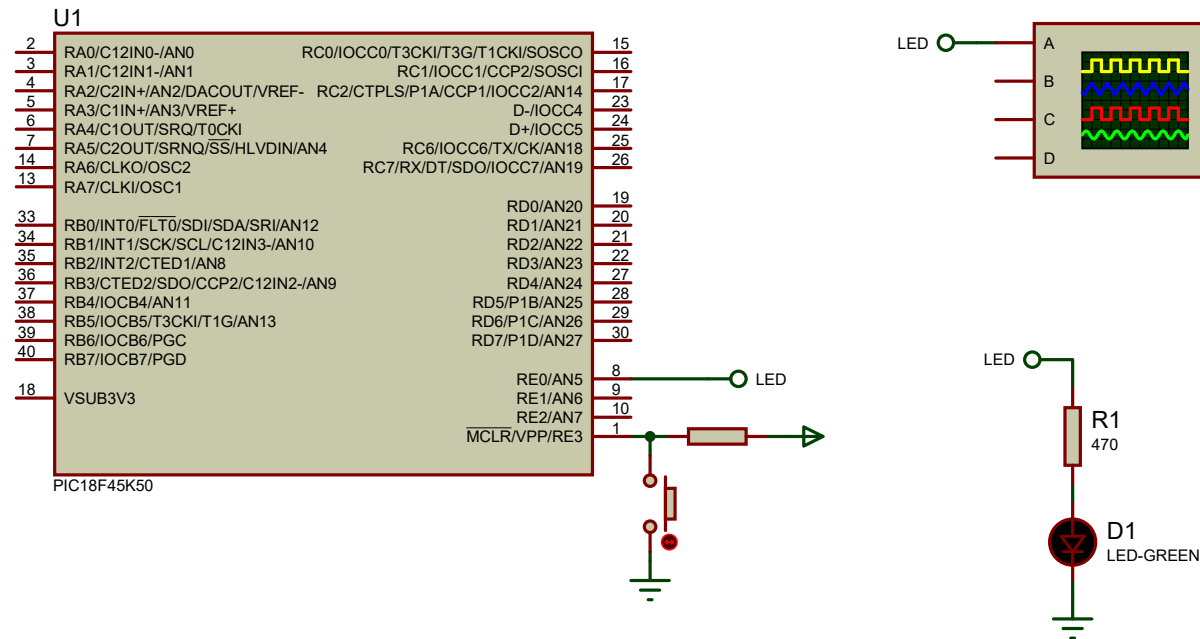 U1
2 RA0/C12IN0-/AN0 RC0/IOCC0/T3CKI/T3G/T1CKI/SOSCO 15
3 RA1/C12IN1-/AN1 RC1/IOCC1/CCP2/SOSCI 16
4 RA2/C2IN+/AN2/DACOUT/VREF- RC2/CTPLS/P1A/CCP1/IOCC2/AN14 17
5 RA3/C1IN+/AN3/VREF+ D-/IOCC4 23
6 RA4/C1OUT/SRQ/T0CKI D+/IOCC5 24
7 RA5/C2OUT/SRNQ/SS/HLVDIN/AN4 RC6/IOCC6/TX/CK/AN18 25
14 RA6/CLKO/OSC2 RC7/RX/DT/SDO/IOCC7/AN19 26
13 RA7/CLKI/OSC1
RD0/AN20 19
33 RB0/INT0/FLT0/SDI/SDA/SRI/AN12 RD1/AN21 20
34 RB1/INT1/SCK/SCL/C12IN3-/AN10 RD2/AN22 21
35 RB2/INT2/CTED1/AN8 RD3/AN23 22
36 RB3/CTED2/SDO/CCP2/C12IN2-/AN9 RD4/AN24 27
37 RB4/IOCB4/AN11 RD5/P1B/AN25 28
38 RB5/IOCB5/T3CKI/T1G/AN13 RD6/P1C/AN26 29
39 RB6/IOCB6/PGC RD7/P1D/AN27 30
40 RB7/IOCB7/PGD
RE0/AN5 8 LED
18 VSUB3V3 RE1/AN6 9
RE2/AN7 10
MCLR/VPP/RE3 1
PIC18F45K50
LED A
B
C
D
LED
R1
470
D1
LED-GREEN